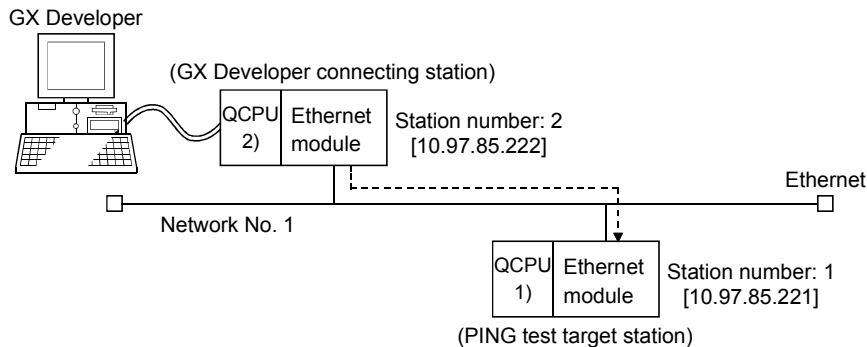 GX Developer
(GX Developer connecting station)
QCPU
2)
Ethernet
module
Station number: 2
[10.97.85.222]
Ethernet
Network No. 1
QCPU
1)
Ethernet
module
Station number: 1
[10.97.85.221]
(PING test target station)